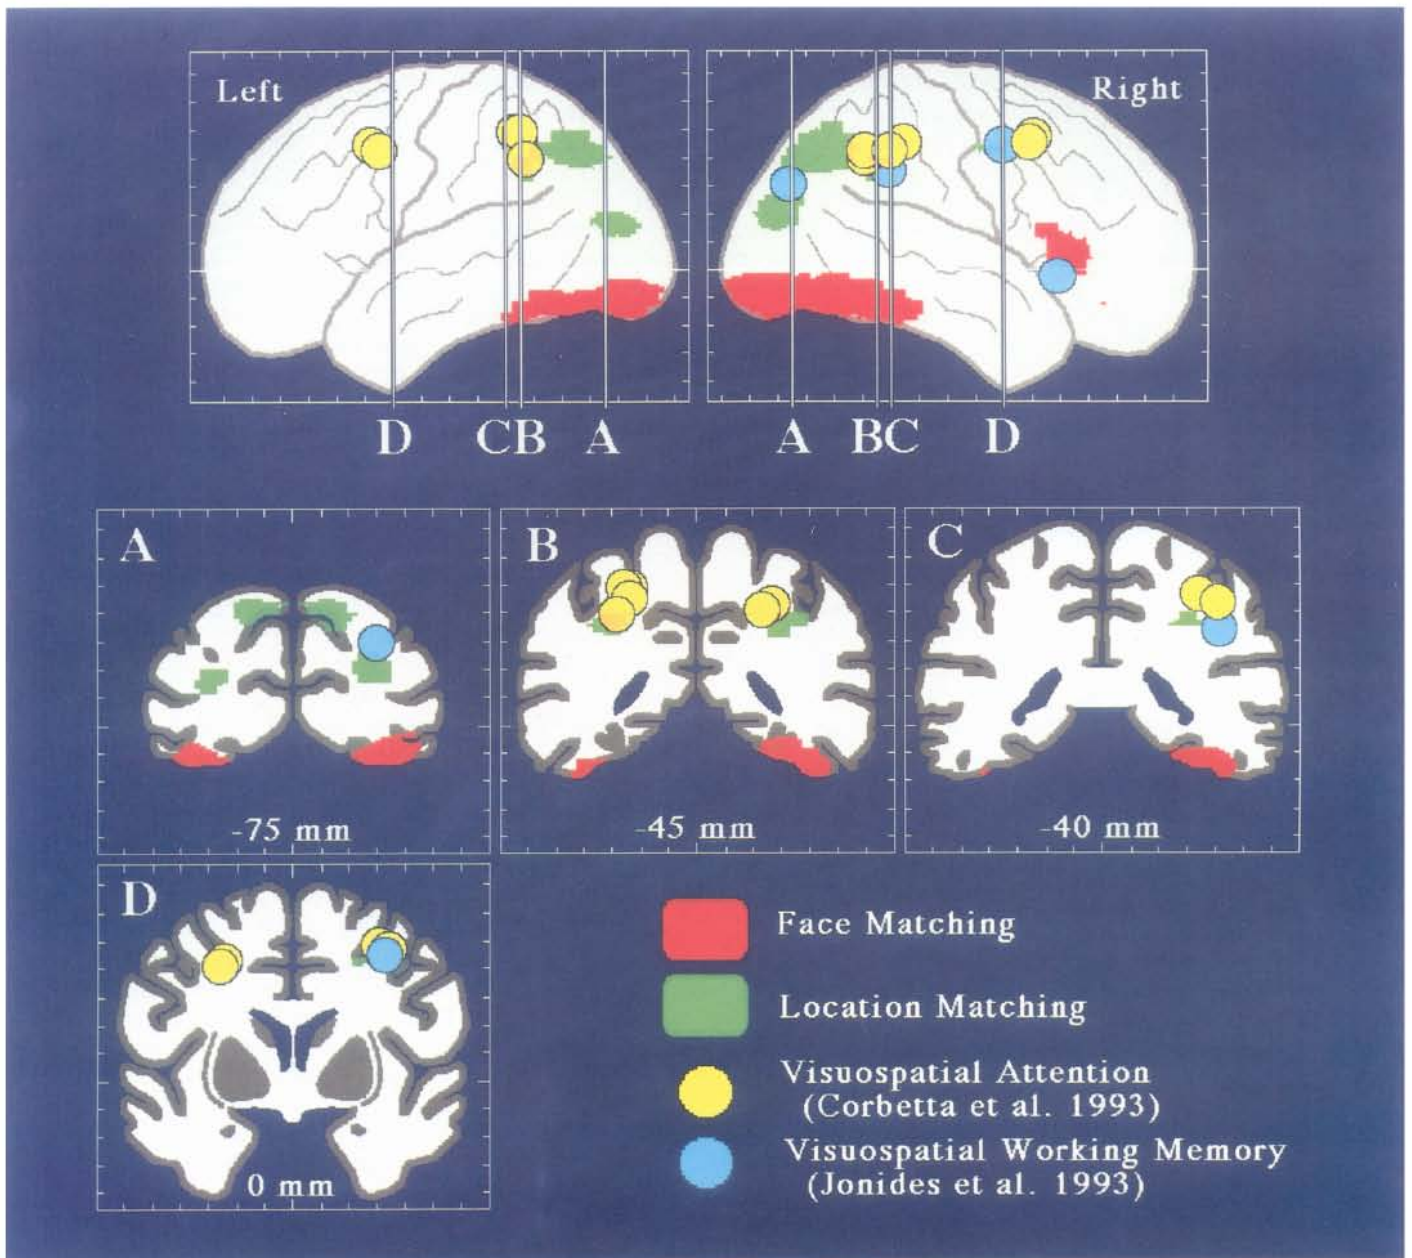 Left
Right
D CB A
A BC D
A
-75 mm
B
-45 mm
C
-40 mm
D
0 mm
Face Matching
Location Matching
Visuospatial Attention
(Corbetta et al. 1993)
Visuospatial Working Memory
(Jonides et al. 1993)